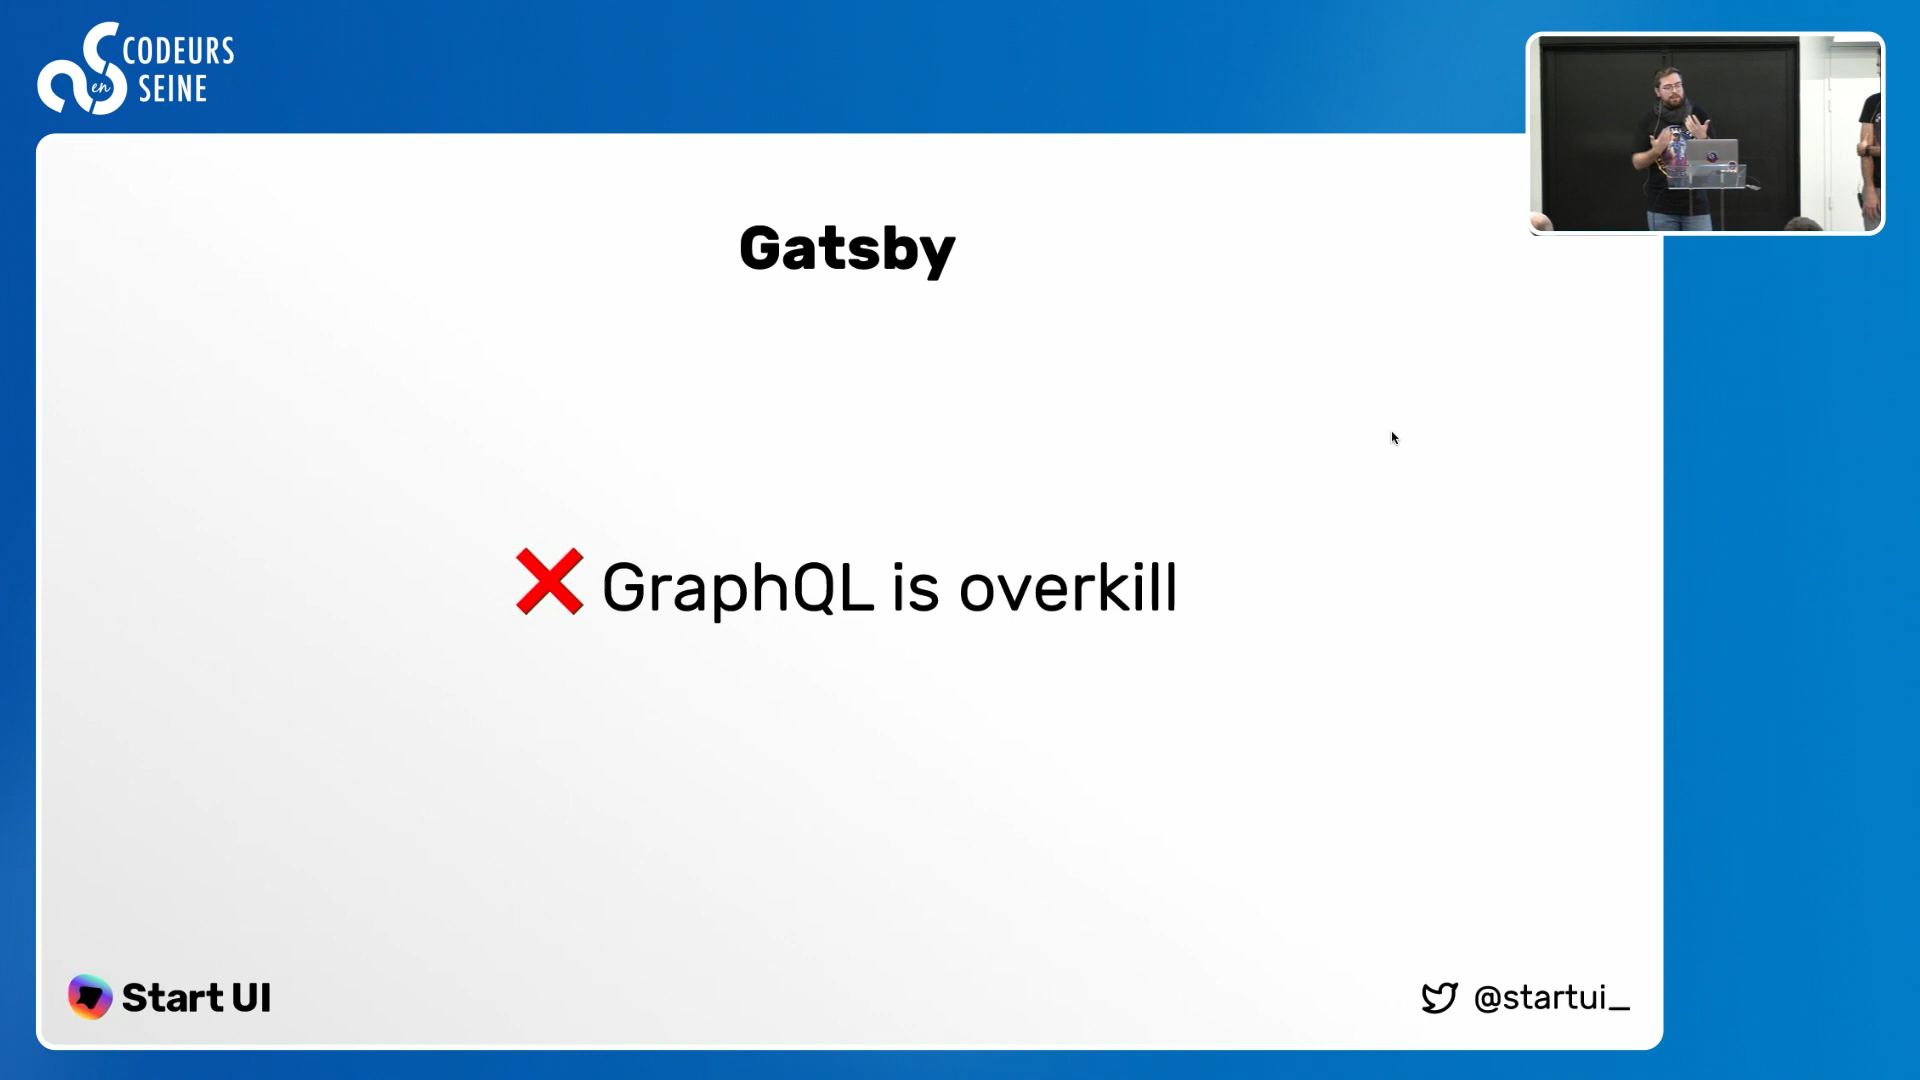 CODEURS
en SEINE
Gatsby
❌ GraphQL is overkill
Start UI
@startui_